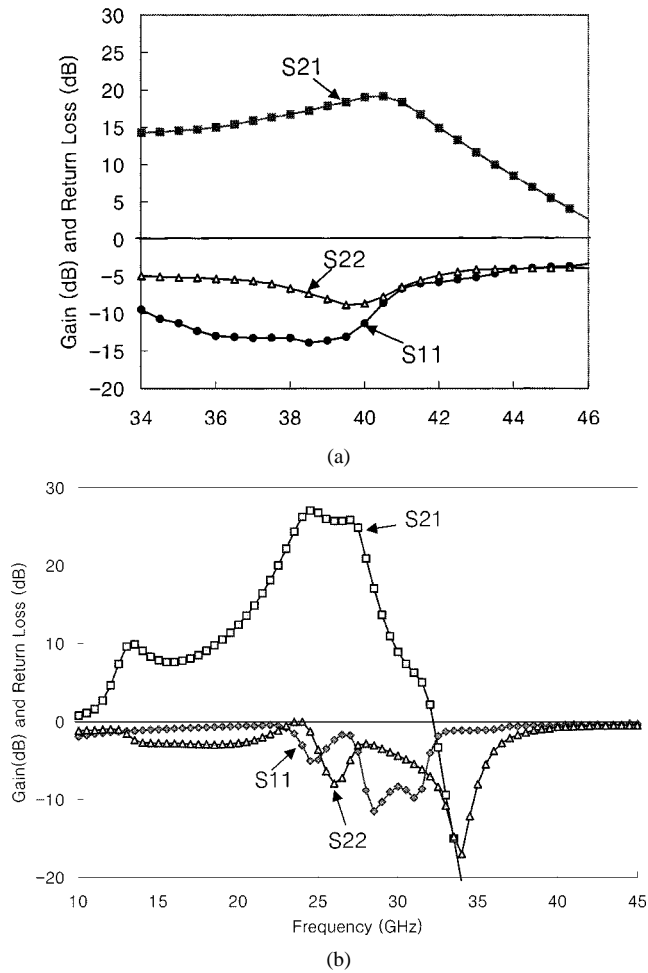 30
25
20
15
10
5
0
−5
−10
−15
−20
Gain (dB) and Return Loss (dB)
S21
S22
S11
34 36 38 40 42 44 46
(a)
30
20
10
0
−10
−20
Gain(dB) and Return Loss (dB)
S21
S11
S22
10 15 20 25 30 35 40 45
Frequency (GHz)
(b)